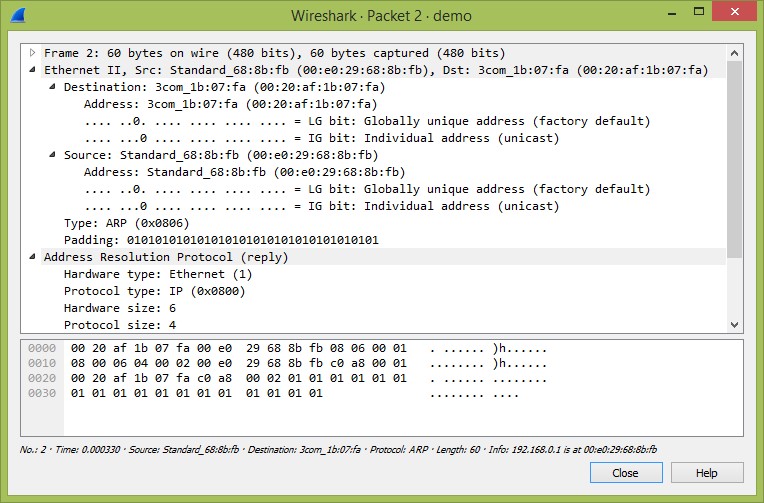 Wireshark · Packet 2 · demo
Frame 2: 60 bytes on wire (480 bits), 60 bytes captured (480 bits)
Ethernet II, Src: Standard_68:8b:fb (00:e0:29:68:8b:fb), Dst: 3com_1b:07:fa (00:20:af:1b:07:fa)
Destination: 3com_1b:07:fa (00:20:af:1b:07:fa)
Address: 3com_1b:07:fa (00:20:af:1b:07:fa)
.... ..0. .... .... .... .... = LG bit: Globally unique address (factory default)
.... ...0 .... .... .... .... = IG bit: Individual address (unicast)
Source: Standard_68:8b:fb (00:e0:29:68:8b:fb)
Address: Standard_68:8b:fb (00:e0:29:68:8b:fb)
.... ..0. .... .... .... .... = LG bit: Globally unique address (factory default)
.... ...0 .... .... .... .... = IG bit: Individual address (unicast)
Type: ARP (0x0806)
Padding: 010101010101010101010101010101010101
Address Resolution Protocol (reply)
Hardware type: Ethernet (1)
Protocol type: IP (0x0800)
Hardware size: 6
Protocol size: 4
0000 00 20 af 1b 07 fa 00 e0 29 68 8b fb 08 06 00 01 . ...... )h......
0010 08 00 06 04 00 02 00 e0 29 68 8b fb c0 a8 00 01 ........ )h......
0020 00 20 af 1b 07 fa c0 a8 00 02 01 01 01 01 01 01 . ...... ........
0030 01 01 01 01 01 01 01 01 01 01 01 01 ........ ....
No.: 2 · Time: 0.000330 · Source: Standard_68:8b:fb · Destination: 3com_1b:07:fa · Protocol: ARP · Length: 60 · Info: 192.168.0.1 is at 00:e0:29:68:8b:fb
Close Help